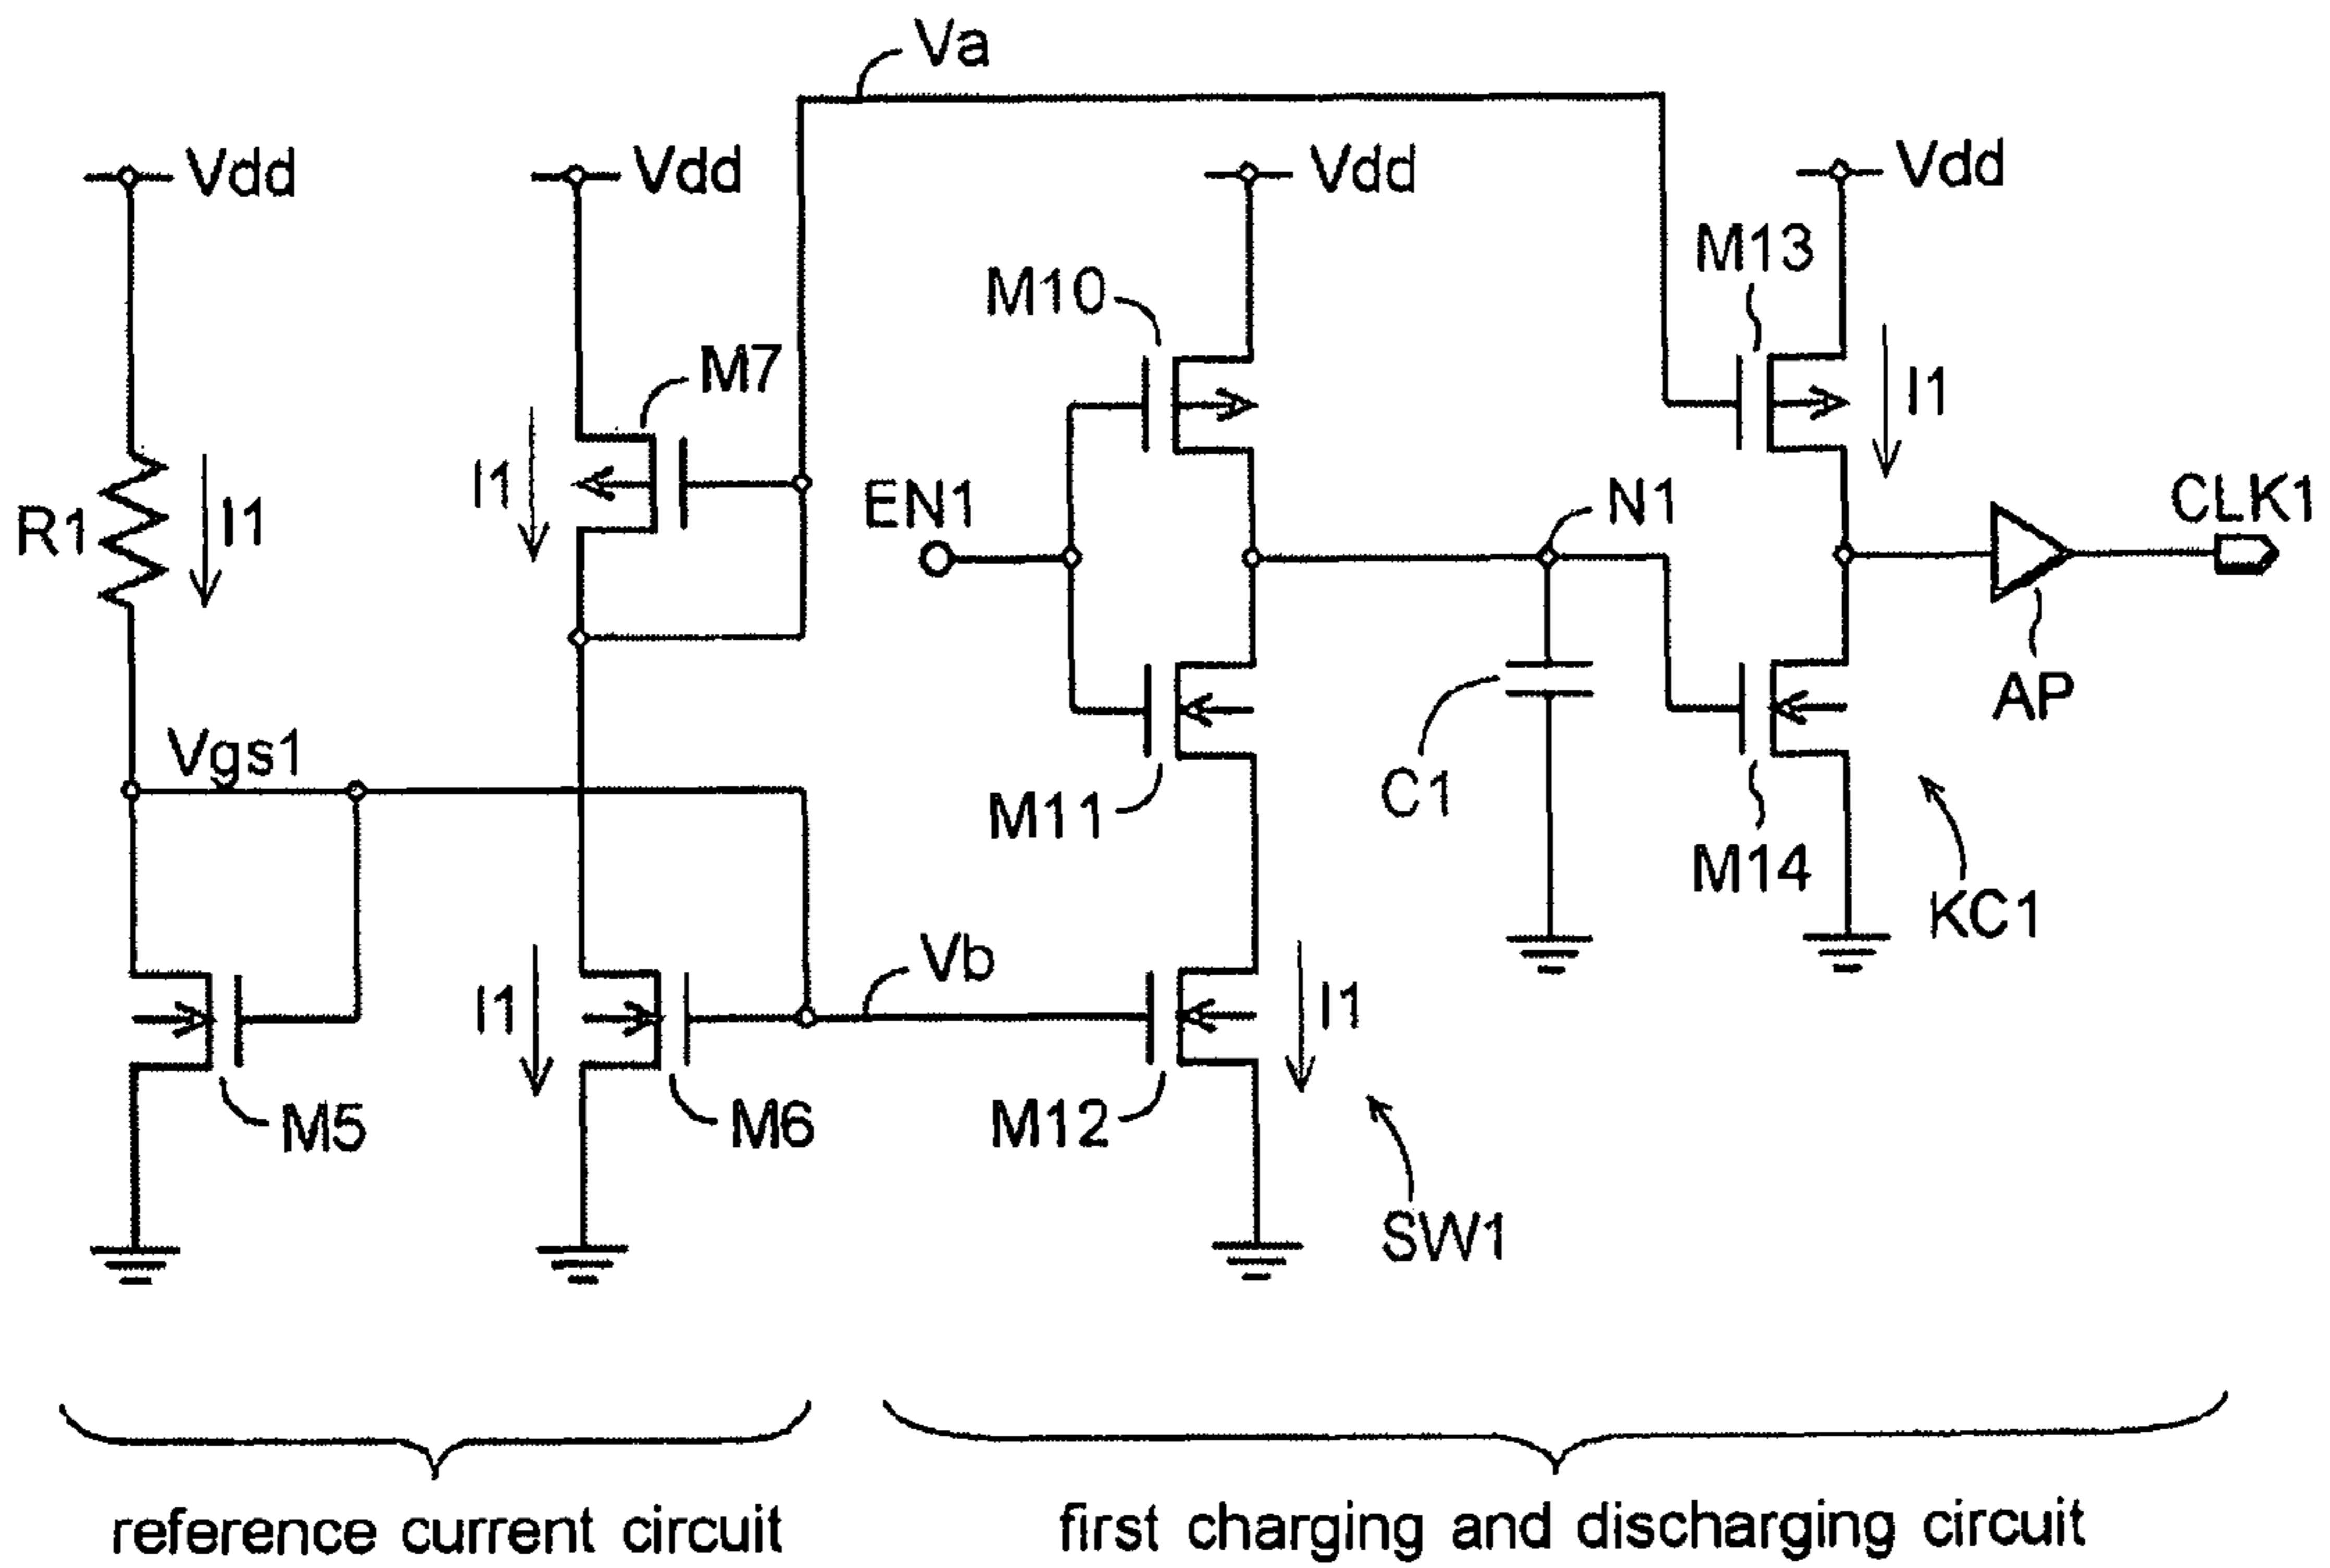 Va
Vdd
Vdd
Vdd
Vdd
M13
M10
M7
I1
I1
EN1
N1
CLK1
R1
I1
AP
Vgs1
C1
M11
M14
KC1
Vb
I1
I1
M5
M6
M12
SW1
reference current circuit
first charging and discharging circuit